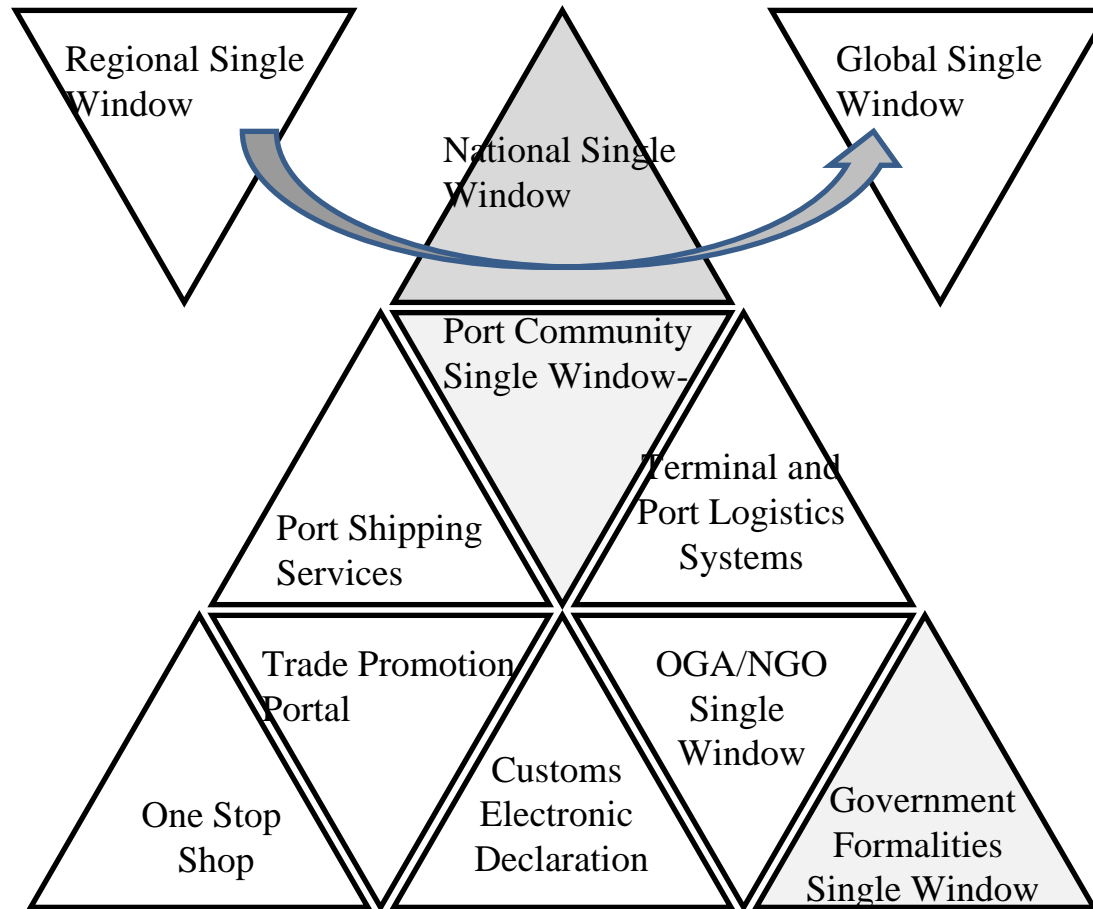 Regional Single
Window
Global Single
Window
National Single
Window
Port Community
Single Window-
Port Shipping
Services
Terminal and
Port Logistics
Systems
One Stop
Shop
Trade Promotion
Portal
Customs
Electronic
Declaration
OGA/NGO
Single
Window
Government
Formalities
Single Window